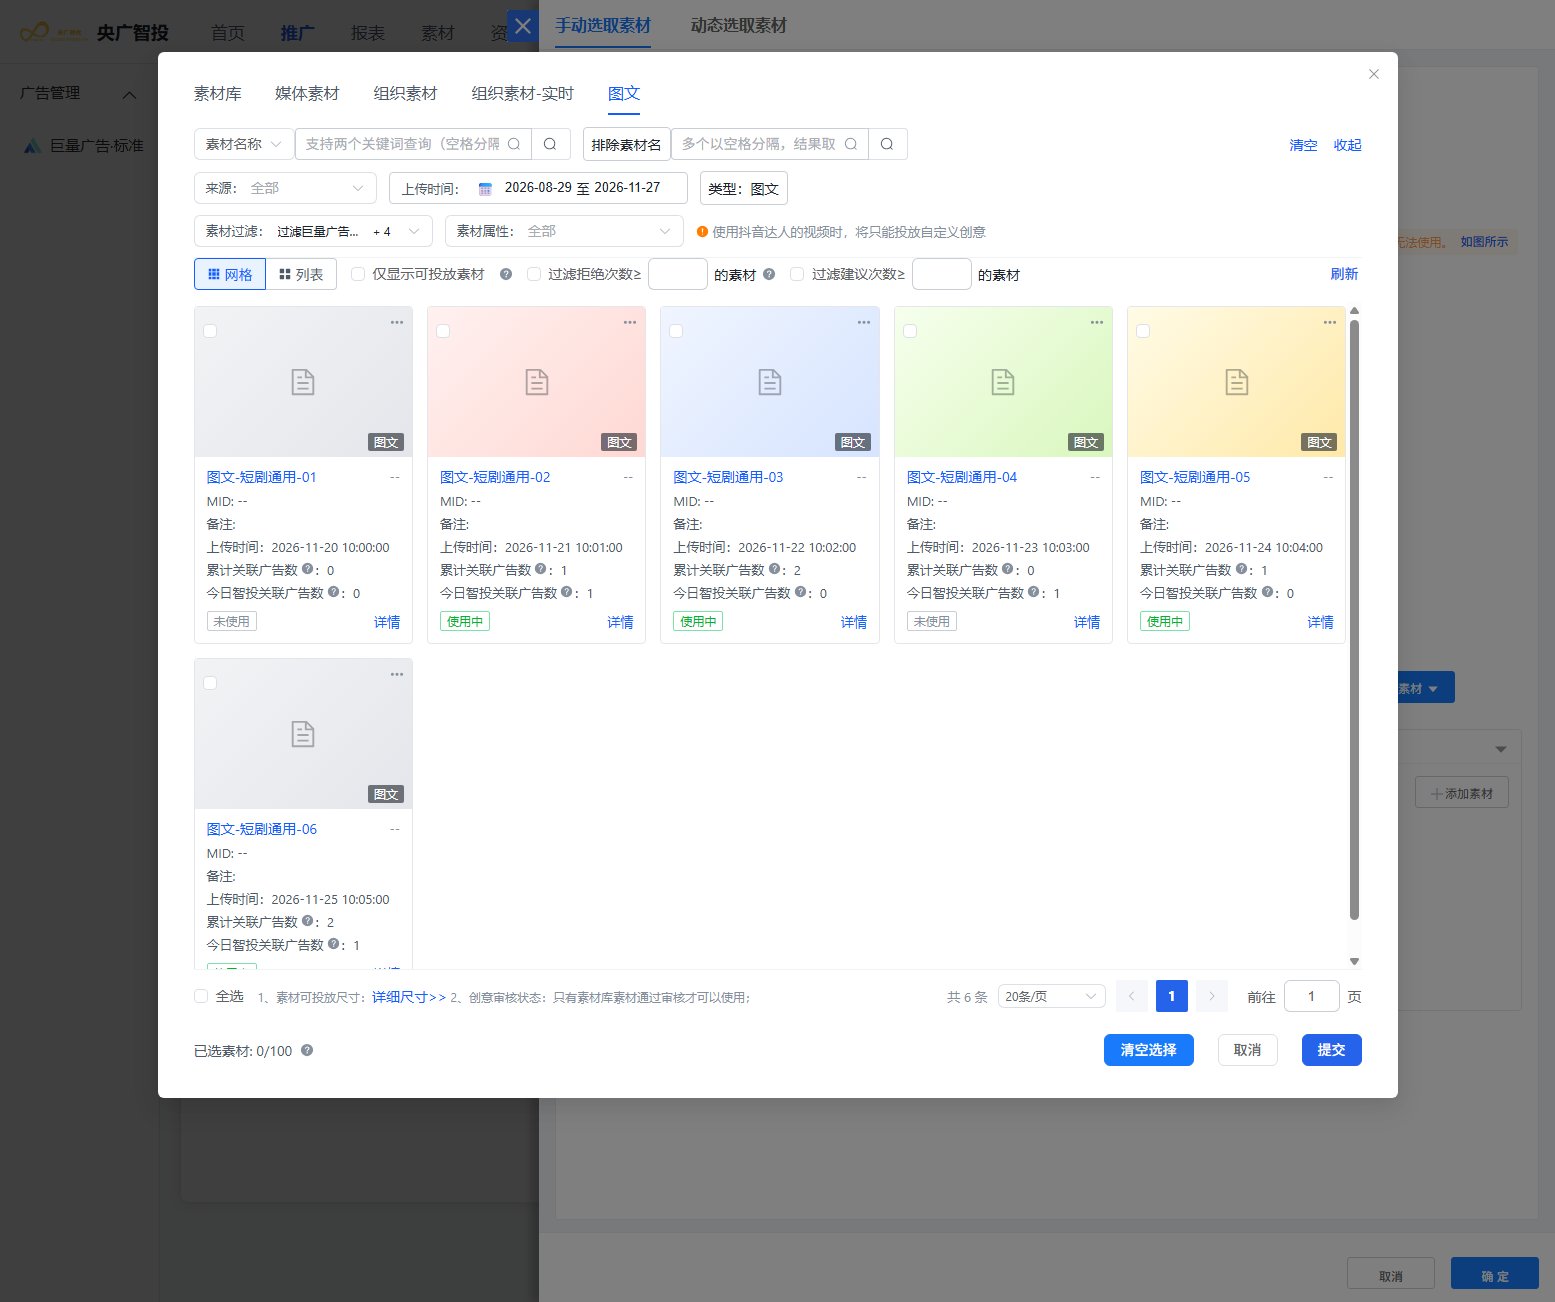 央广智投
首页
推广
报表
素材
手动选取素材
动态选取素材
广告管理
巨量广告-标准
素材库
媒体素材
组织素材
组织素材-实时
图文
素材名称
支持两个关键词查询（空格分隔
排除素材名
多个以空格分隔，结果取
清空
收起
来源： 全部
上传时间： 2026-08-29 至 2026-11-27
类型：图文
素材过滤： 过滤巨量广告... + 4
素材属性： 全部
使用抖音达人的视频时，将只能投放自定义创意
无法使用。 如图所示
网格
列表
仅显示可投放素材
过滤拒绝次数≥
的素材
过滤建议次数≥
的素材
刷新
图文
图文-短剧通用-01 --
MID: --
备注:
上传时间：2026-11-20 10:00:00
累计关联广告数：0
今日智投关联广告数：0
未使用 详情
图文
图文-短剧通用-02 --
MID: --
备注:
上传时间：2026-11-21 10:01:00
累计关联广告数：1
今日智投关联广告数：1
使用中 详情
图文
图文-短剧通用-03 --
MID: --
备注:
上传时间：2026-11-22 10:02:00
累计关联广告数：2
今日智投关联广告数：0
使用中 详情
图文
图文-短剧通用-04 --
MID: --
备注:
上传时间：2026-11-23 10:03:00
累计关联广告数：0
今日智投关联广告数：1
未使用 详情
图文
图文-短剧通用-05 --
MID: --
备注:
上传时间：2026-11-24 10:04:00
累计关联广告数：1
今日智投关联广告数：0
使用中 详情
图文
图文-短剧通用-06 --
MID: --
备注:
上传时间：2026-11-25 10:05:00
累计关联广告数：2
今日智投关联广告数：1
素材
添加素材
全选
1、素材可投放尺寸：详细尺寸>> 2、创意审核状态：只有素材库素材通过审核才可以使用；
共 6 条
20条/页
1
前往 1 页
已选素材: 0/100
清空选择
取消
提交
取消
确 定